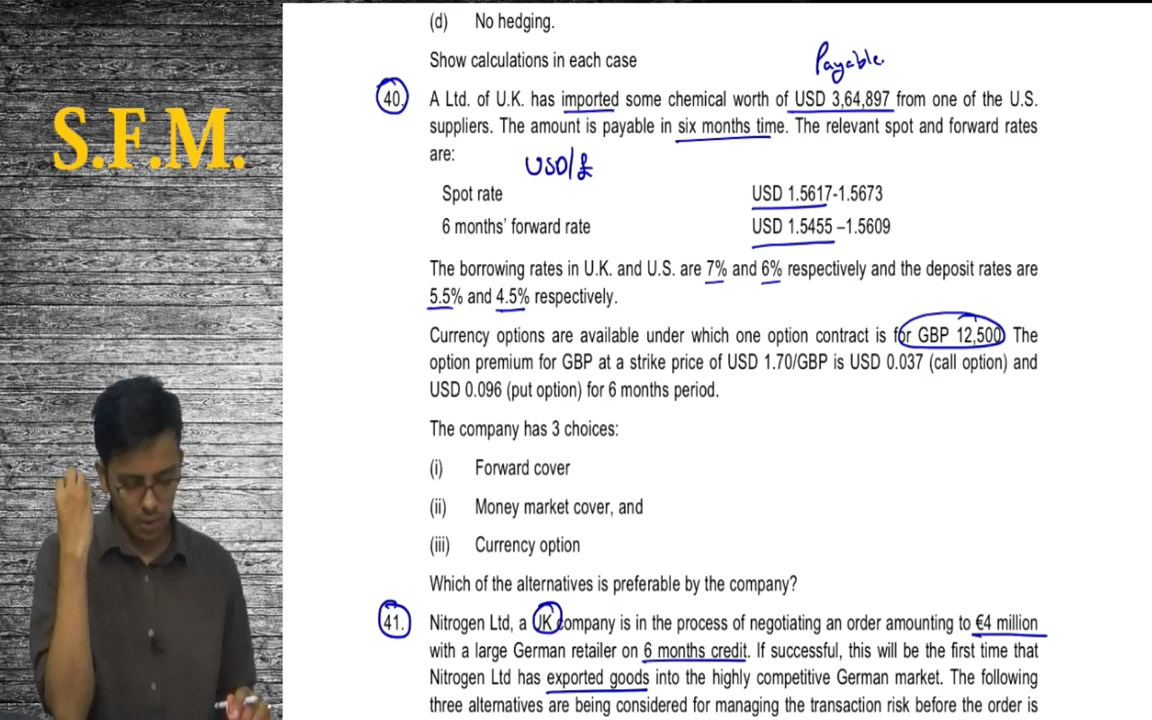 S.F.M.
(d) No hedging.
Show calculations in each case
Payable
40. A Ltd. of U.K. has imported some chemical worth of USD 3,64,897 from one of the U.S.
suppliers. The amount is payable in six months time. The relevant spot and forward rates
are:
USD/£
Spot rate USD 1.5617-1.5673
6 months' forward rate USD 1.5455 –1.5609
The borrowing rates in U.K. and U.S. are 7% and 6% respectively and the deposit rates are
5.5% and 4.5% respectively.
Currency options are available under which one option contract is for GBP 12,500 The
option premium for GBP at a strike price of USD 1.70/GBP is USD 0.037 (call option) and
USD 0.096 (put option) for 6 months period.
The company has 3 choices:
(i) Forward cover
(ii) Money market cover, and
(iii) Currency option
Which of the alternatives is preferable by the company?
41. Nitrogen Ltd, a UK company is in the process of negotiating an order amounting to €4 million
with a large German retailer on 6 months credit. If successful, this will be the first time that
Nitrogen Ltd has exported goods into the highly competitive German market. The following
three alternatives are being considered for managing the transaction risk before the order is